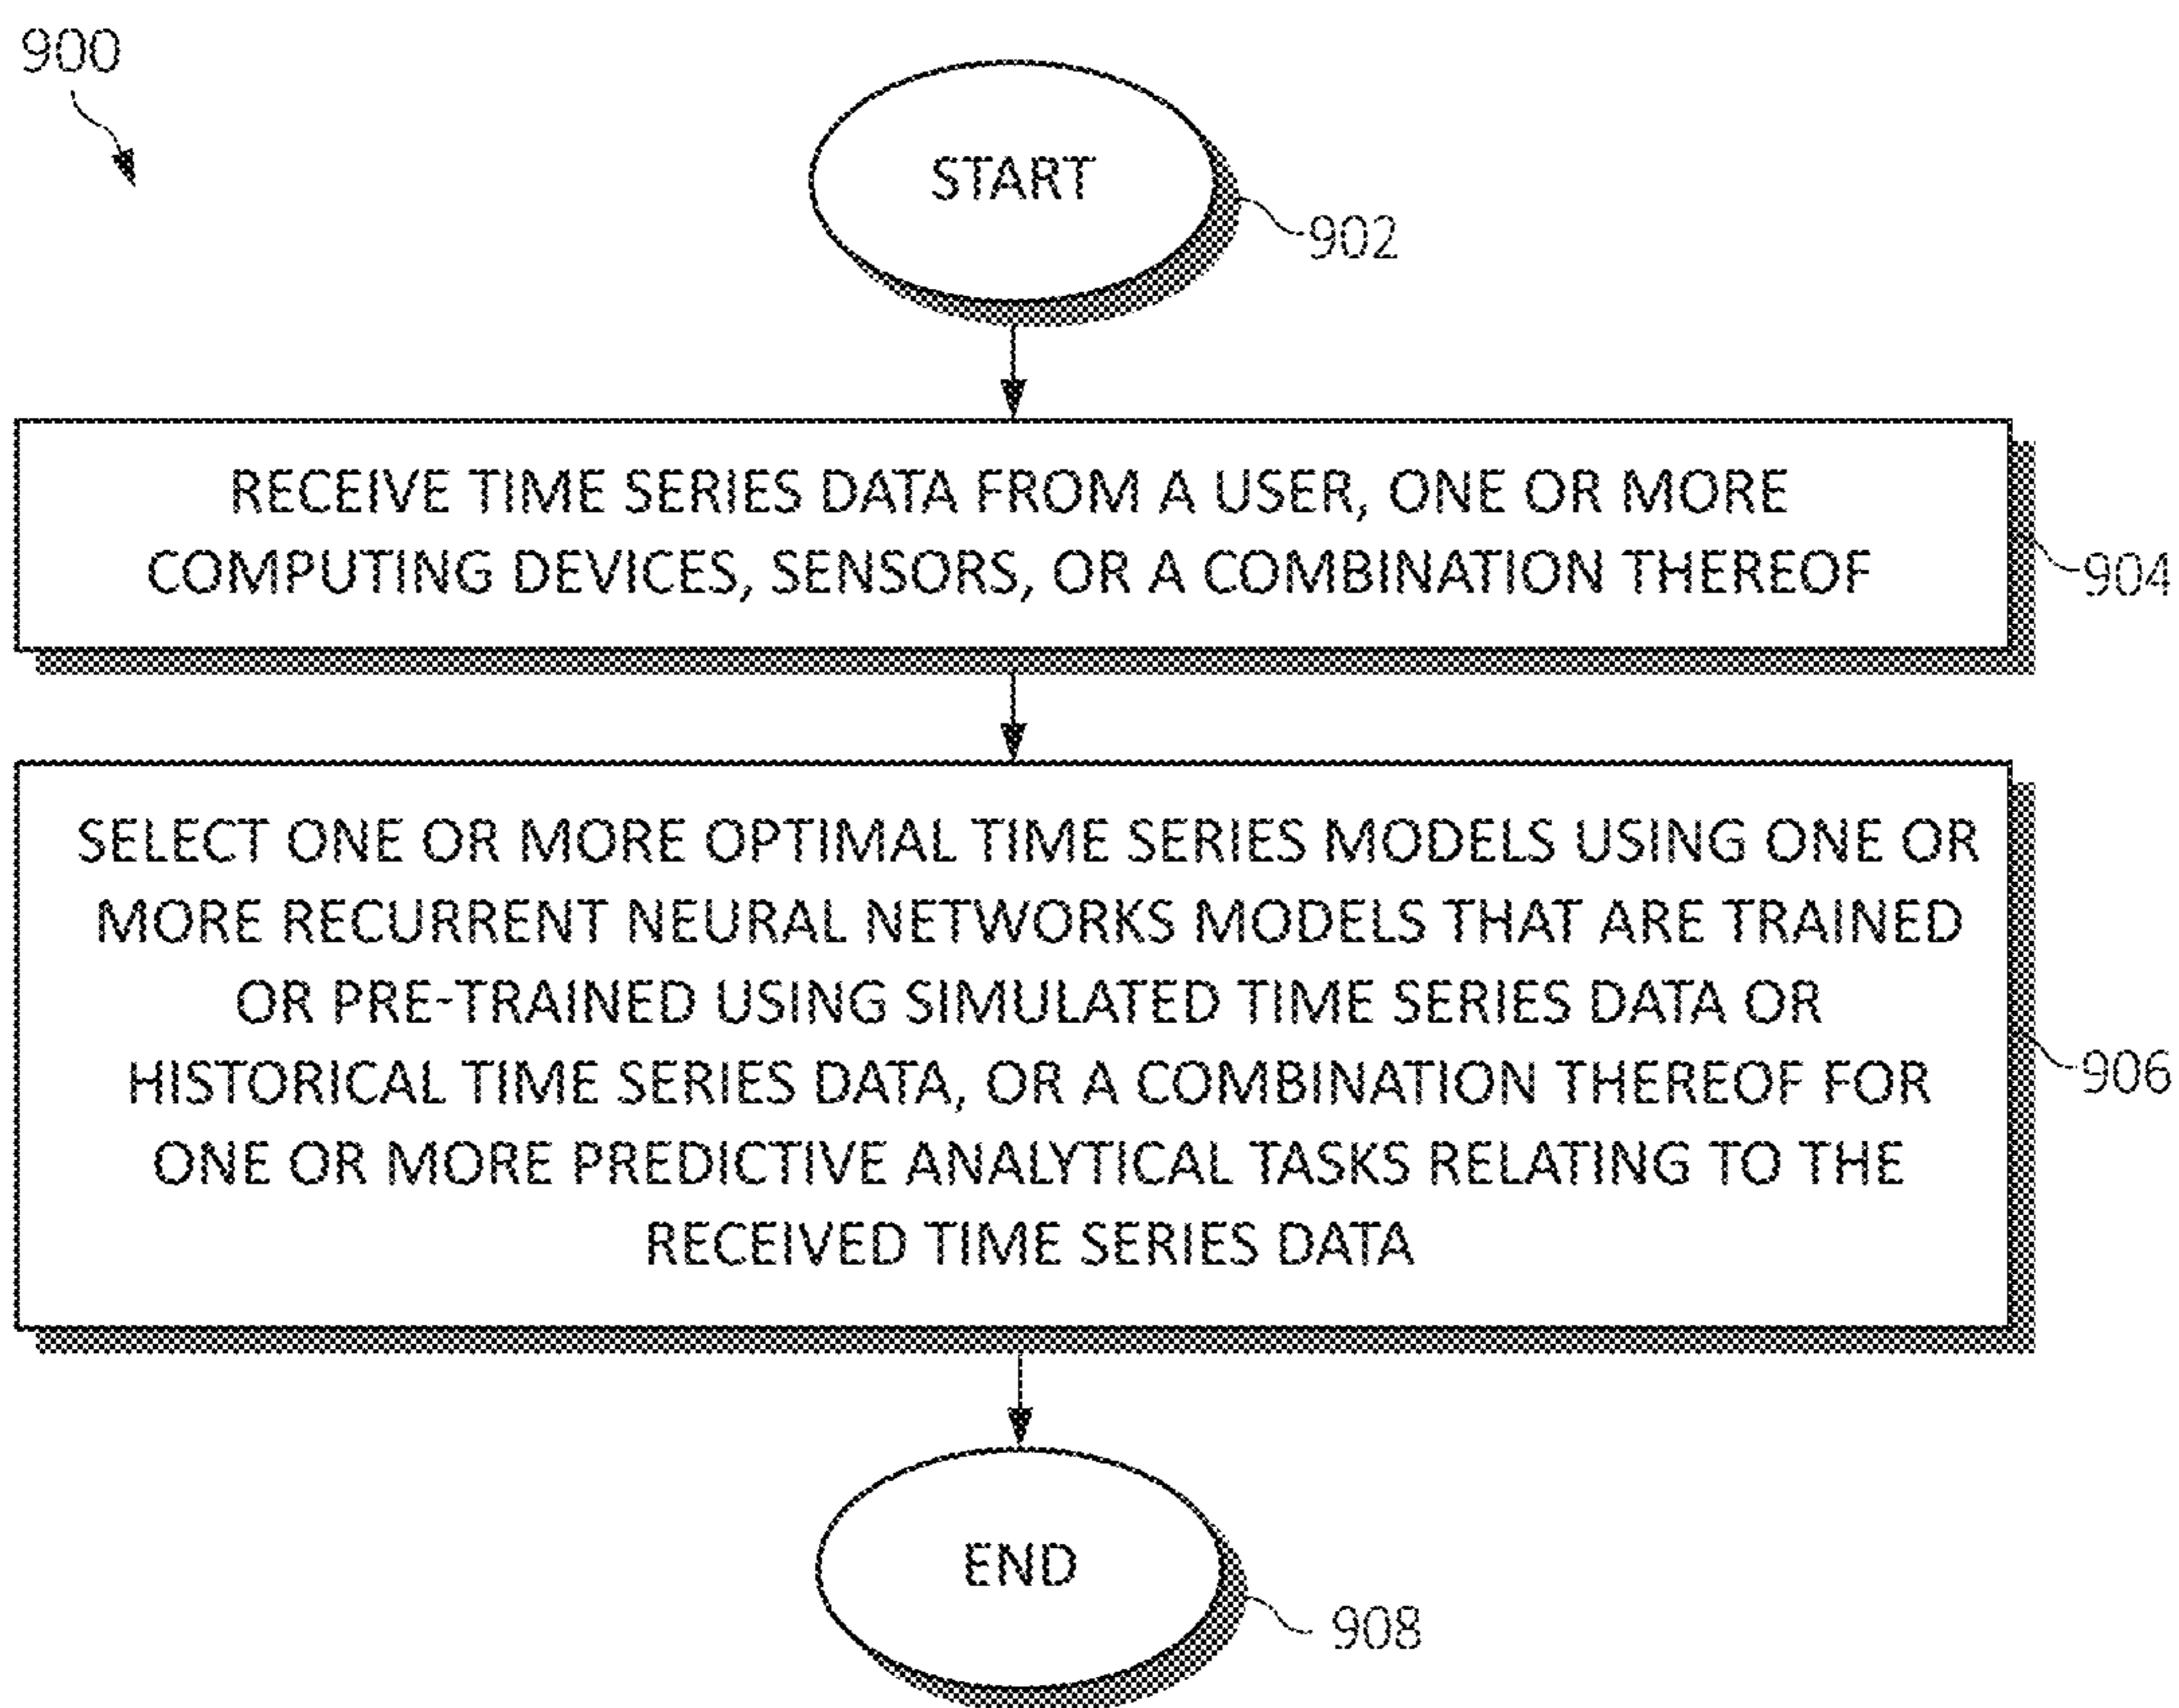 900
START
902
RECEIVE TIME SERIES DATA FROM A USER, ONE OR MORE
COMPUTING DEVICES, SENSORS, OR A COMBINATION THEREOF
904
SELECT ONE OR MORE OPTIMAL TIME SERIES MODELS USING ONE OR
MORE RECURRENT NEURAL NETWORKS MODELS THAT ARE TRAINED
OR PRE-TRAINED USING SIMULATED TIME SERIES DATA OR
HISTORICAL TIME SERIES DATA, OR A COMBINATION THEREOF FOR
ONE OR MORE PREDICTIVE ANALYTICAL TASKS RELATING TO THE
RECEIVED TIME SERIES DATA
906
END
908